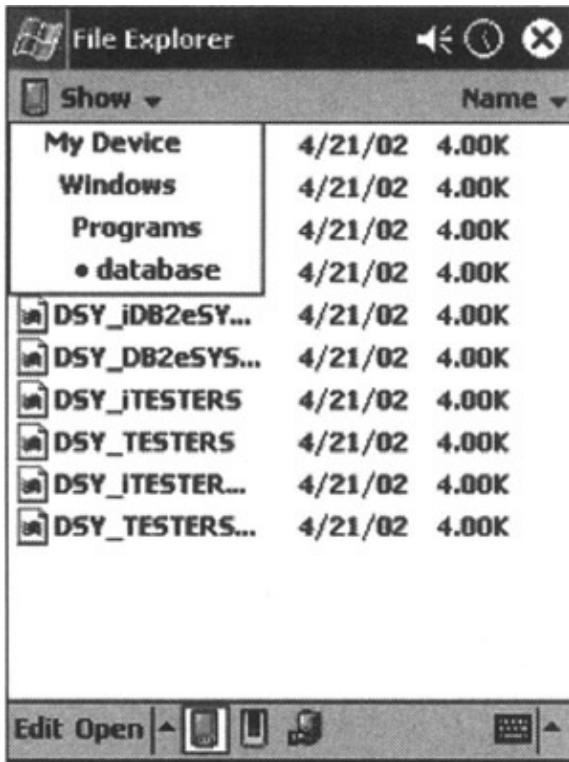 File Explorer
Show Name
My Device 4/21/02 4.00K
Windows 4/21/02 4.00K
Programs 4/21/02 4.00K
• database 4/21/02 4.00K
DSY_iDB2eSY... 4/21/02 4.00K
DSY_DB2eSYS... 4/21/02 4.00K
DSY_iTESTERS 4/21/02 4.00K
DSY_TESTERS 4/21/02 4.00K
DSY_iTESTER... 4/21/02 4.00K
DSY_TESTERS... 4/21/02 4.00K
Edit Open